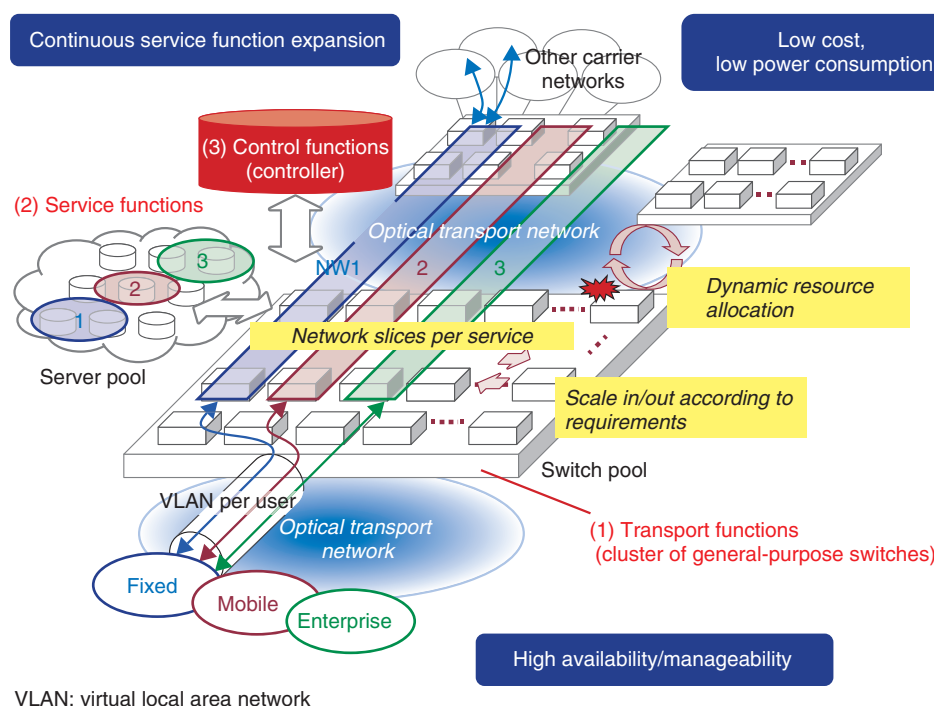 Continuous service function expansion
Low cost,
low power consumption
Other carrier
networks
(3) Control functions
(controller)
(2) Service functions
Optical transport network
NW1
2
3
3
2
1
Dynamic resource
allocation
Network slices per service
Server pool
Scale in/out according to
requirements
Switch pool
VLAN per user
(1) Transport functions
(cluster of general-purpose switches)
Optical transport
network
Fixed
Mobile
Enterprise
High availability/manageability
VLAN: virtual local area network